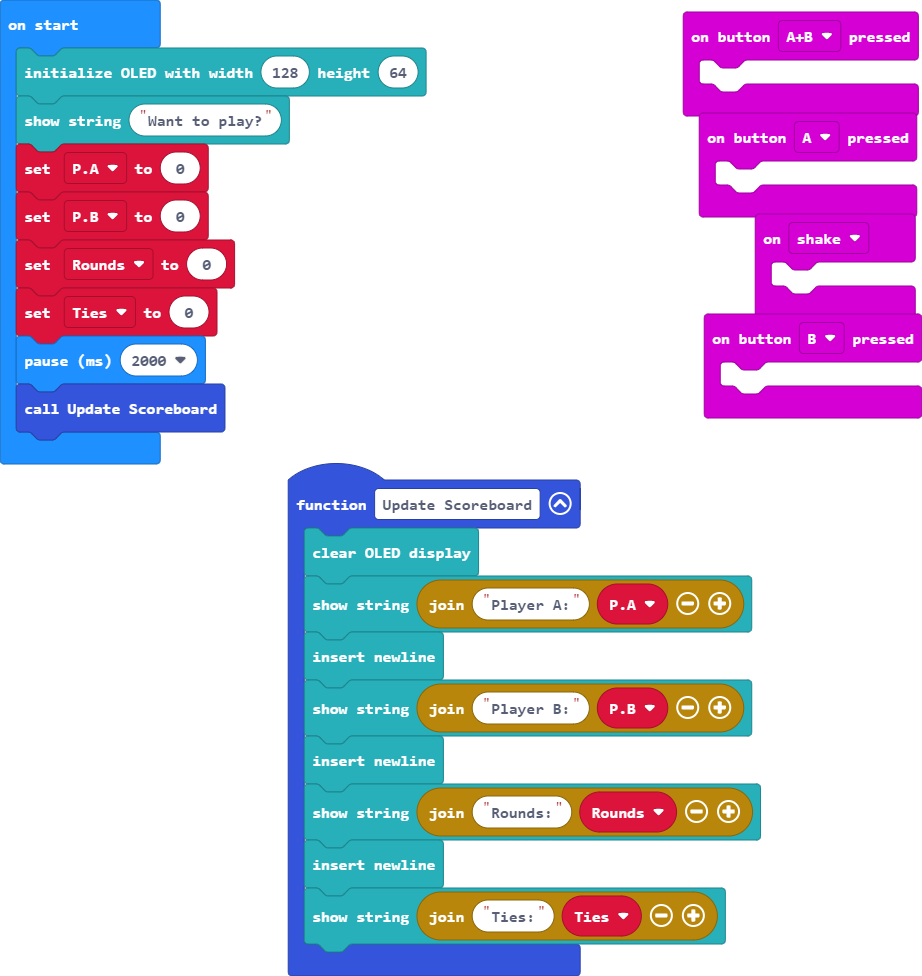 on start
initialize OLED with width 128 height 64
show string "Want to play?"
set P.A to 0
set P.B to 0
set Rounds to 0
set Ties to 0
pause (ms) 2000
call Update Scoreboard
on button A+B pressed
on button A pressed
on shake
on button B pressed
function Update Scoreboard
clear OLED display
show string join "Player A:" P.A
insert newline
show string join "Player B:" P.B
insert newline
show string join "Rounds:" Rounds
insert newline
show string join "Ties:" Ties